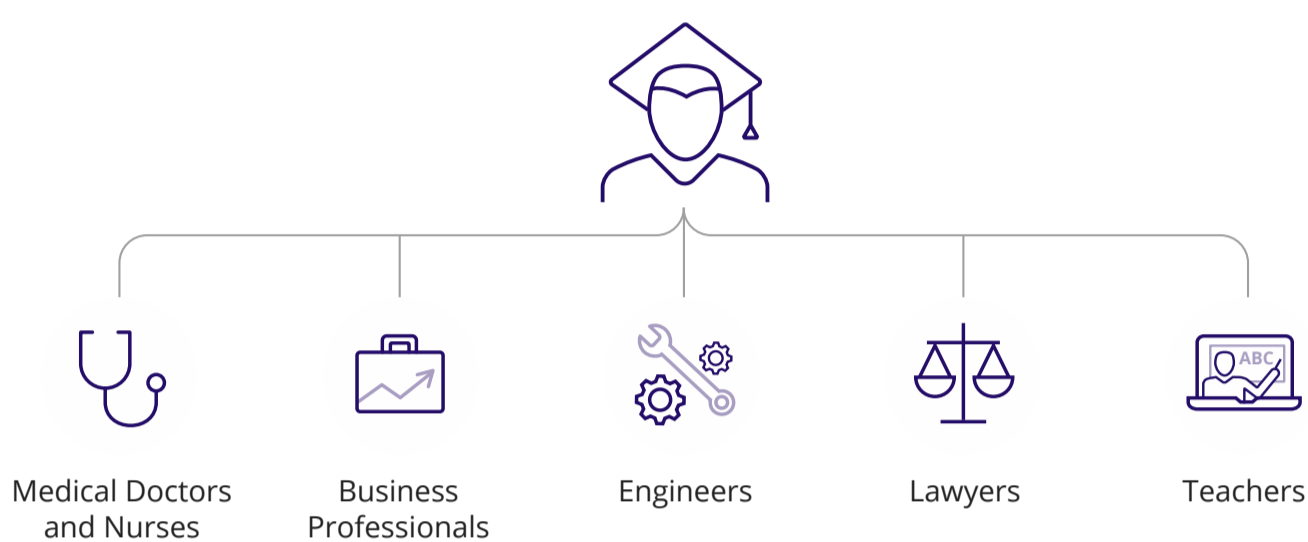 ABC
Medical Doctors
and Nurses
Business
Professionals
Engineers
Lawyers
Teachers